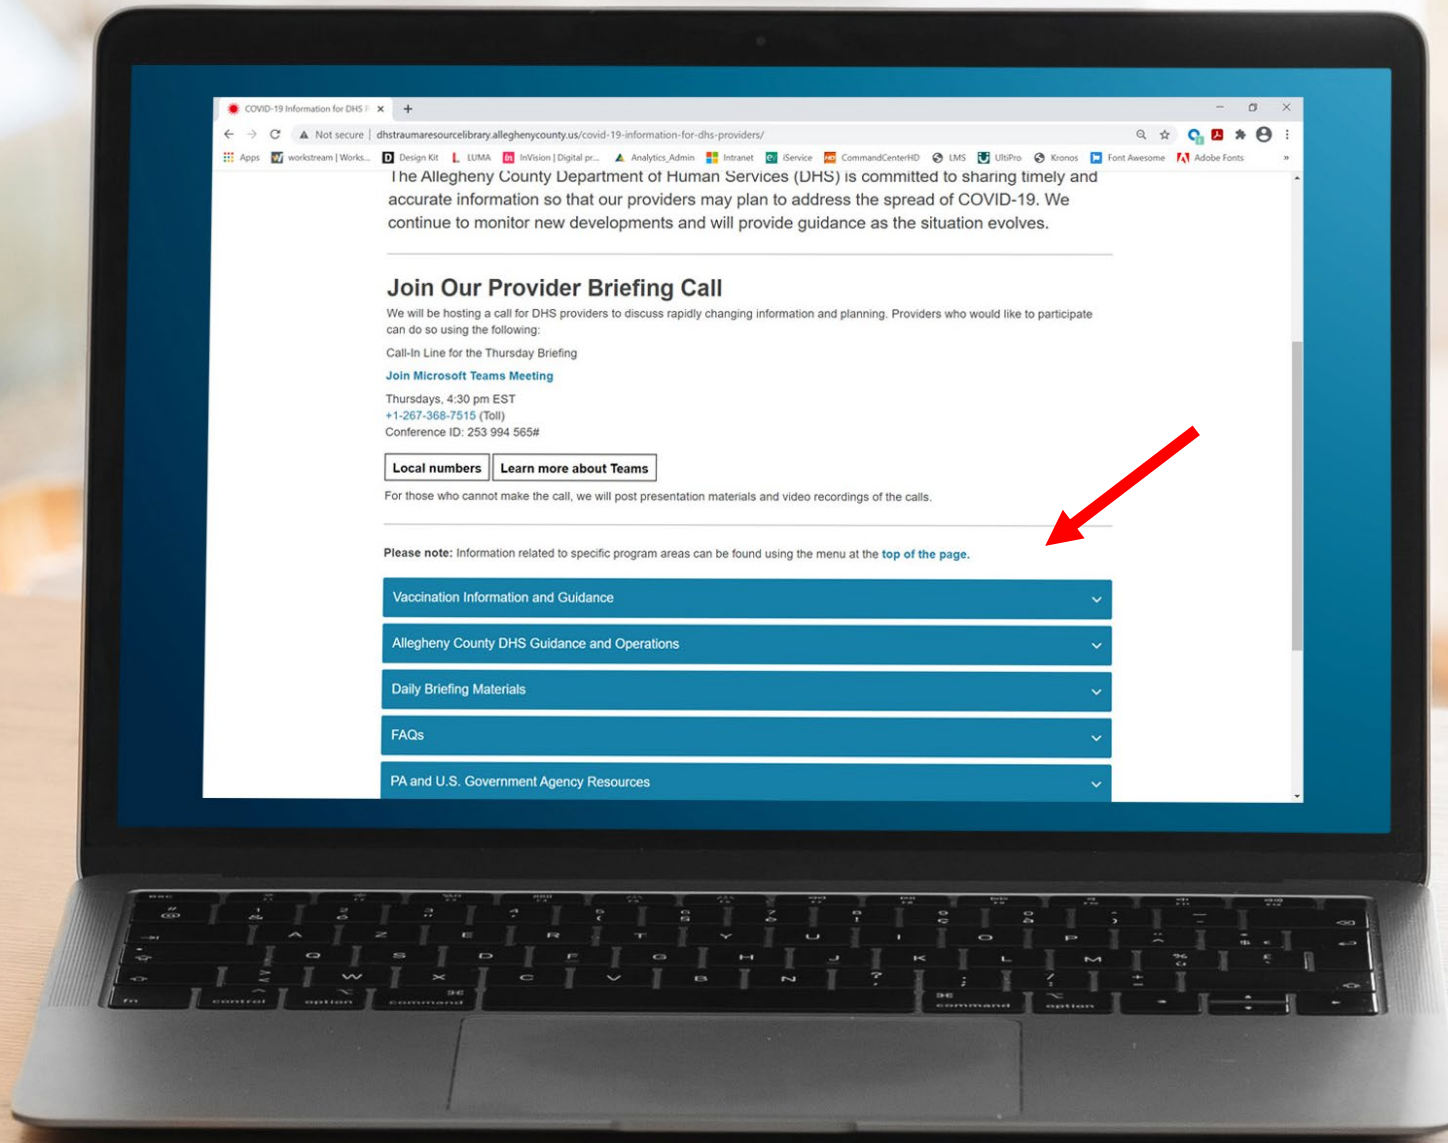 COVID-19 Information for DHS P
Not secure | dhstraumaresourcelibrary.alleghenycounty.us/covid-19-information-for-dhs-providers/
Apps workstream | Works... Design Kit LUMA InVision | Digital pr... Analytics_Admin Intranet iService CommandCenterHD LMS UltiPro Kronos Font Awesome Adobe Fonts »
The Allegheny County Department of Human Services (DHS) is committed to sharing timely and
accurate information so that our providers may plan to address the spread of COVID-19. We
continue to monitor new developments and will provide guidance as the situation evolves.
Join Our Provider Briefing Call
We will be hosting a call for DHS providers to discuss rapidly changing information and planning. Providers who would like to participate
can do so using the following:
Call-In Line for the Thursday Briefing
Join Microsoft Teams Meeting
Thursdays, 4:30 pm EST
+1-267-368-7515 (Toll)
Conference ID: 253 994 565#
Local numbers Learn more about Teams
For those who cannot make the call, we will post presentation materials and video recordings of the calls.
Please note: Information related to specific program areas can be found using the menu at the top of the page.
Vaccination Information and Guidance
Allegheny County DHS Guidance and Operations
Daily Briefing Materials
FAQs
PA and U.S. Government Agency Resources
A Z E R T Y U I O P
Q S D F G H J K L M
W X C V B N
fn control option command command option